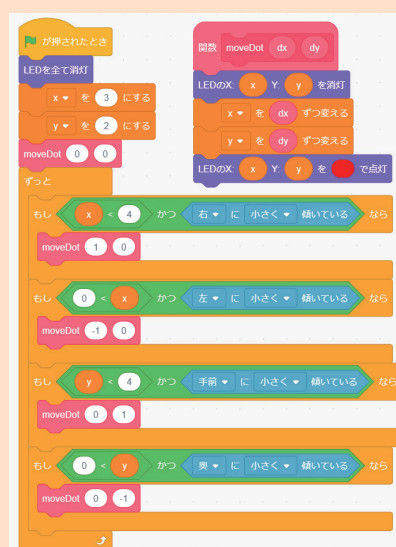 が押されたとき
LEDを全て消灯
x ▾ を 3 にする
y ▾ を 2 にする
moveDot 0 0
ずっと
もし x < 4 かつ 右 ▾ に 小さく ▾ 傾いている なら
moveDot 1 0
もし 0 < x かつ 左 ▾ に 小さく ▾ 傾いている なら
moveDot -1 0
もし y < 4 かつ 手前 ▾ に 小さく ▾ 傾いている なら
moveDot 0 1
もし 0 < y かつ 奥 ▾ に 小さく ▾ 傾いている なら
moveDot 0 -1
関数 moveDot dx dy
LEDのX: x Y: y を消灯
x ▾ を dx ずつ変える
y ▾ を dy ずつ変える
LEDのX: x Y: y を で点灯